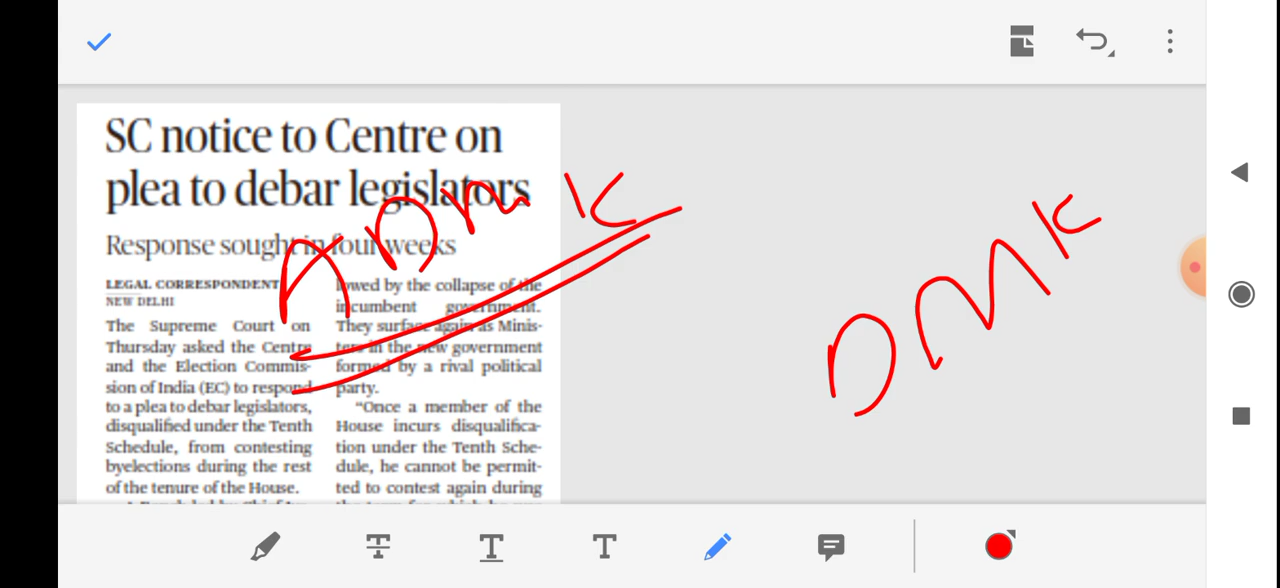 SC notice to Centre on
plea to debar legislators
Response sought in four weeks
LEGAL CORRESPONDENT
NEW DELHI
The Supreme Court on
Thursday asked the Centre
and the Election Commis-
sion of India (EC) to respond
to a plea to debar legislators,
disqualified under the Tenth
Schedule, from contesting
byelections during the rest
of the tenure of the House.
lowed by the collapse of the
incumbent government.
They surface again as Minis-
ters in the new government
formed by a rival political
party.
“Once a member of the
House incurs disqualifica-
tion under the Tenth Sche-
dule, he cannot be permit-
ted to contest again during
ADMK
DMK